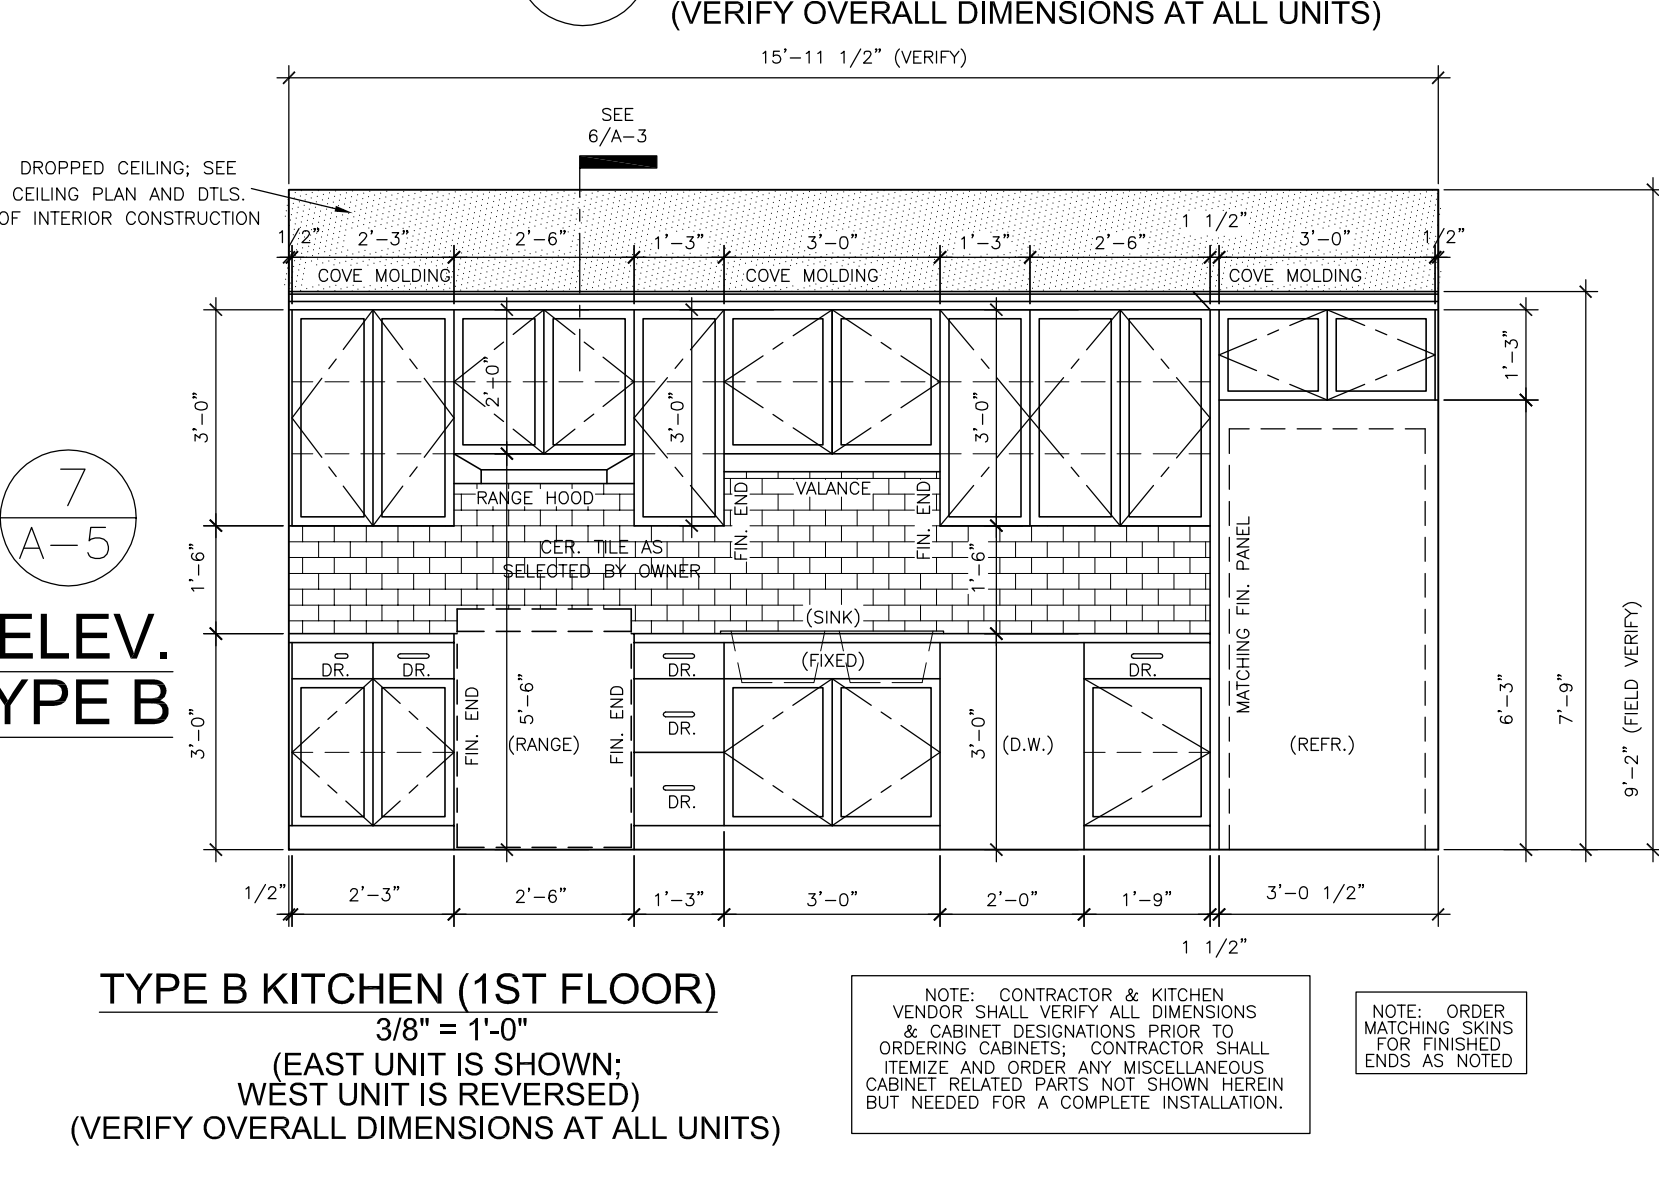 (VERIFY OVERALL DIMENSIONS AT ALL UNITS)
15'-11 1/2" (VERIFY)
SEE
6/A-3
DROPPED CEILING; SEE
CEILING PLAN AND DTLS.
OF INTERIOR CONSTRUCTION
1/2" 2'-3" 2'-6" 1'-3" 3'-0" 1'-3" 2'-6" 1 1/2" 3'-0" 1/2"
COVE MOLDING COVE MOLDING COVE MOLDING
3'-0" 2'-0" 3'-0" 3'-0" 1'-3"
7
A-5
RANGE HOOD FIN. END VALANCE FIN. END
CER. TILE AS
SELECTED BY OWNER
1'-6" 1'-6" MATCHING FIN. PANEL
ELEV.
YPE B
(SINK)
(FIXED)
DR. DR. DR. DR.
3'-0" FIN. END 5'-6" FIN. END DR. 3'-0" 6'-3" 7'-9" 9'-2" (FIELD VERIFY)
(RANGE) (D.W.) (REFR.)
DR.
1/2" 2'-3" 2'-6" 1'-3" 3'-0" 2'-0" 1'-9" 3'-0 1/2"
1 1/2"
TYPE B KITCHEN (1ST FLOOR)
3/8" = 1'-0"
(EAST UNIT IS SHOWN;
WEST UNIT IS REVERSED)
(VERIFY OVERALL DIMENSIONS AT ALL UNITS)
NOTE: CONTRACTOR & KITCHEN
VENDOR SHALL VERIFY ALL DIMENSIONS
& CABINET DESIGNATIONS PRIOR TO
ORDERING CABINETS; CONTRACTOR SHALL
ITEMIZE AND ORDER ANY MISCELLANEOUS
CABINET RELATED PARTS NOT SHOWN HEREIN
BUT NEEDED FOR A COMPLETE INSTALLATION.
NOTE: ORDER
MATCHING SKINS
FOR FINISHED
ENDS AS NOTED